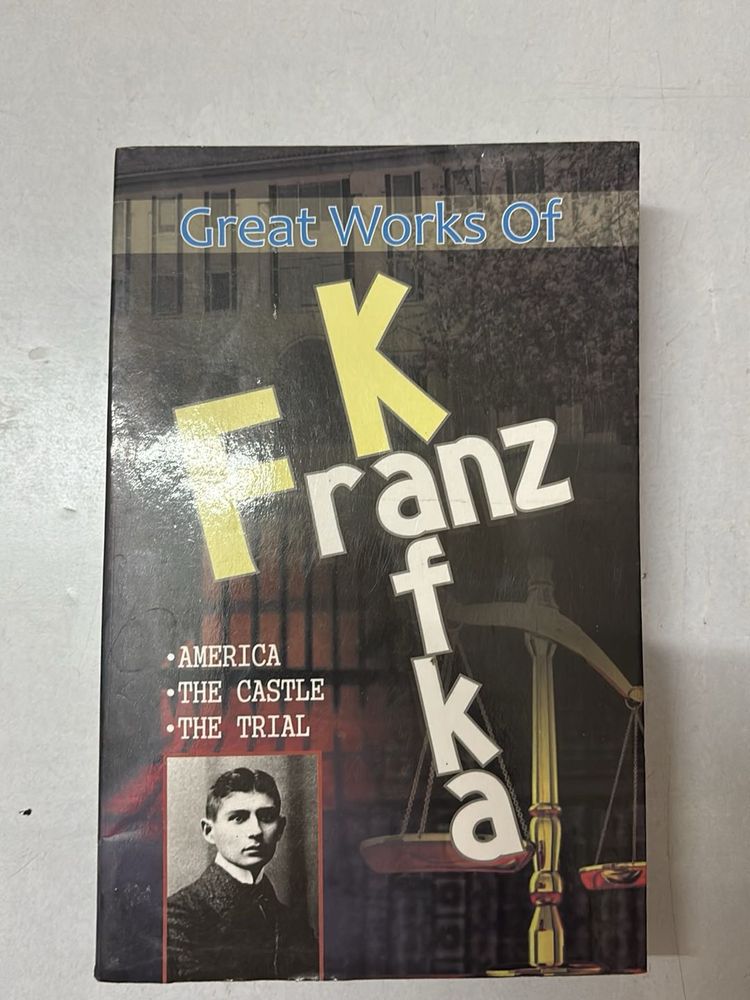 Great Works Of
Franz
Kafka
•AMERICA
•THE CASTLE
•THE TRIAL